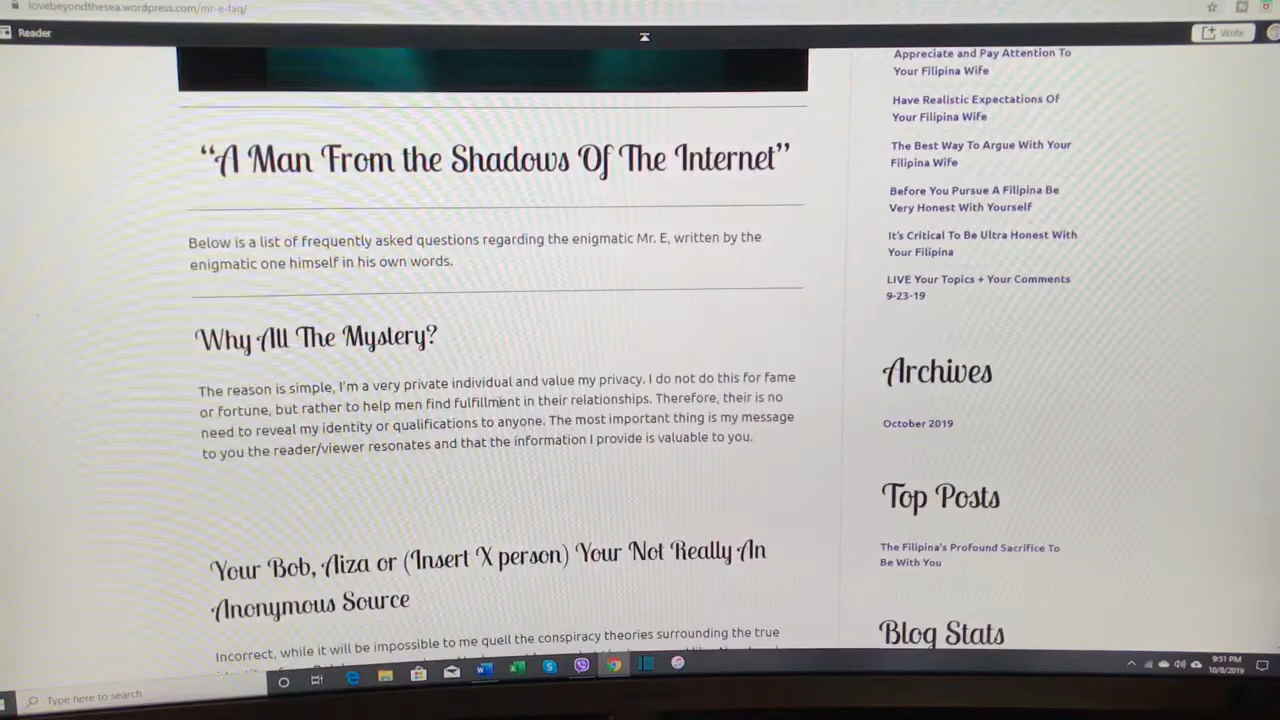 lovebeyondthesea.wordpress.com/mr-e-faq/
Reader
Write
"A Man From the Shadows Of The Internet"
Below is a list of frequently asked questions regarding the enigmatic Mr. E, written by the
enigmatic one himself in his own words.
Why All The Mystery?
The reason is simple, I'm a very private individual and value my privacy. I do not do this for fame
or fortune, but rather to help men find fulfillment in their relationships. Therefore, their is no
need to reveal my identity or qualifications to anyone. The most important thing is my message
to you the reader/viewer resonates and that the information I provide is valuable to you.
Your Bob, Aiza or (Insert X person) Your Not Really An
Anonymous Source
Incorrect, while it will be impossible to me quell the conspiracy theories surrounding the true
Appreciate and Pay Attention To
Your Filipina Wife
Have Realistic Expectations Of
Your Filipina Wife
The Best Way To Argue With Your
Filipina Wife
Before You Pursue A Filipina Be
Very Honest With Yourself
It's Critical To Be Ultra Honest With
Your Filipina
LIVE Your Topics + Your Comments
9-23-19
Archives
October 2019
Top Posts
The Filipina's Profound Sacrifice To
Be With You
Blog Stats
Type here to search
9:51 PM
10/8/2019